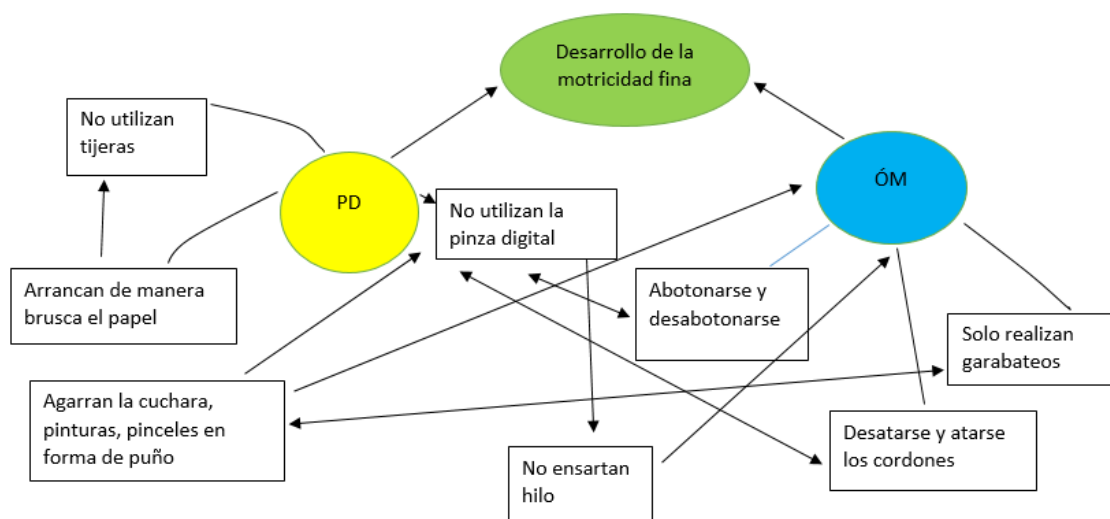 Desarrollo de la
motricidad fina
No utilizan
tijeras
PD
ÓM
No utilizan la
pinza digital
Arrancan de manera
brusca el papel
Abotonarse y
desabotonarse
Solo realizan
garabateos
Agarran la cuchara,
pinturas, pinceles en
forma de puño
Desatarse y atarse
los cordones
No ensartan
hilo